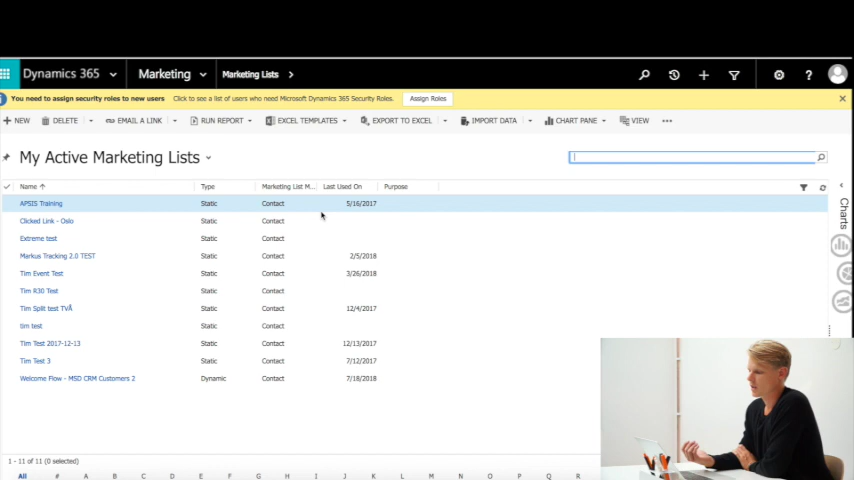 Dynamics 365 Marketing Marketing Lists
You need to assign security roles to new users Click to see a list of users who need Microsoft Dynamics 365 Security Roles. Assign Roles
NEW DELETE EMAIL A LINK RUN REPORT EXCEL TEMPLATES EXPORT TO EXCEL IMPORT DATA CHART PANE VIEW
My Active Marketing Lists
Name Type Marketing List M... Last Used On Purpose
APSIS Training Static Contact 5/16/2017
Clicked Link - Oslo Static Contact
Extreme test Static Contact
Markus Tracking 2.0 TEST Static Contact 2/5/2018
Tim Event Test Static Contact 3/26/2018
Tim R30 Test Static Contact
Tim Split test TVÅ Static Contact 12/4/2017
tim test Static Contact
Tim Test 2017-12-13 Static Contact 12/13/2017
Tim Test 3 Static Contact 7/12/2017
Welcome Flow - MSD CRM Customers 2 Dynamic Contact 7/18/2018
Charts
1 - 11 of 11 (0 selected)
All # A B C D E F G H I J K L M N O P Q R